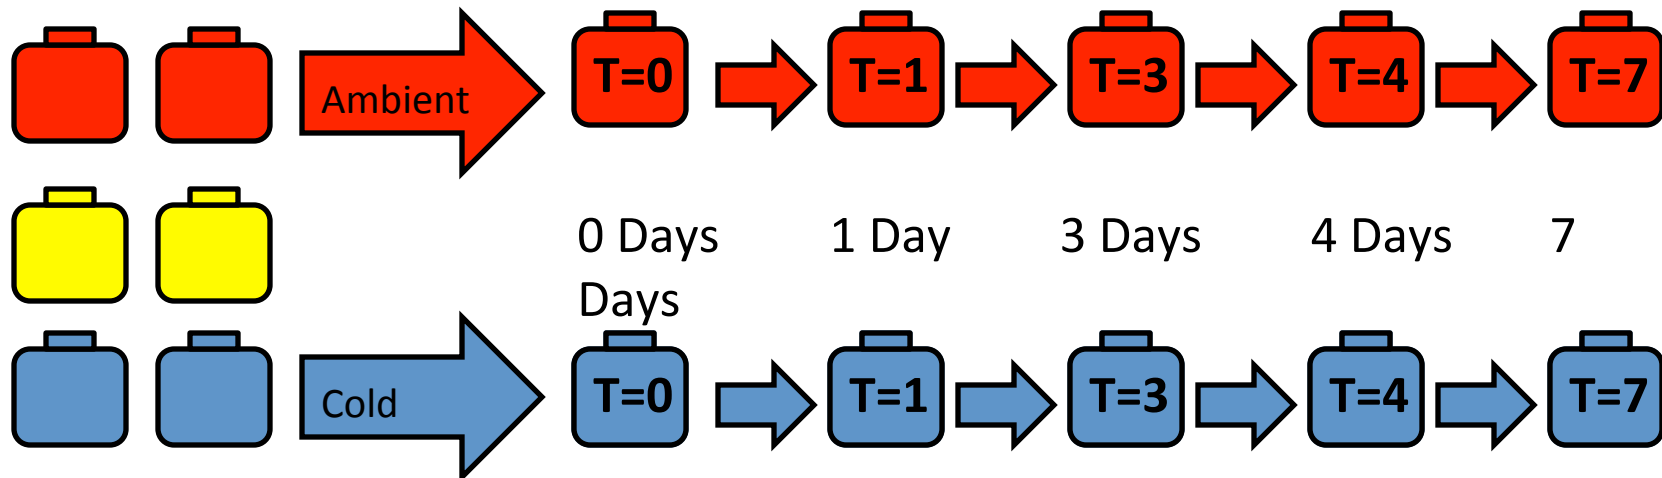 Ambient T=0 T=1 T=3 T=4 T=7
0 Days 1 Day 3 Days 4 Days 7
Days
Cold T=0 T=1 T=3 T=4 T=7